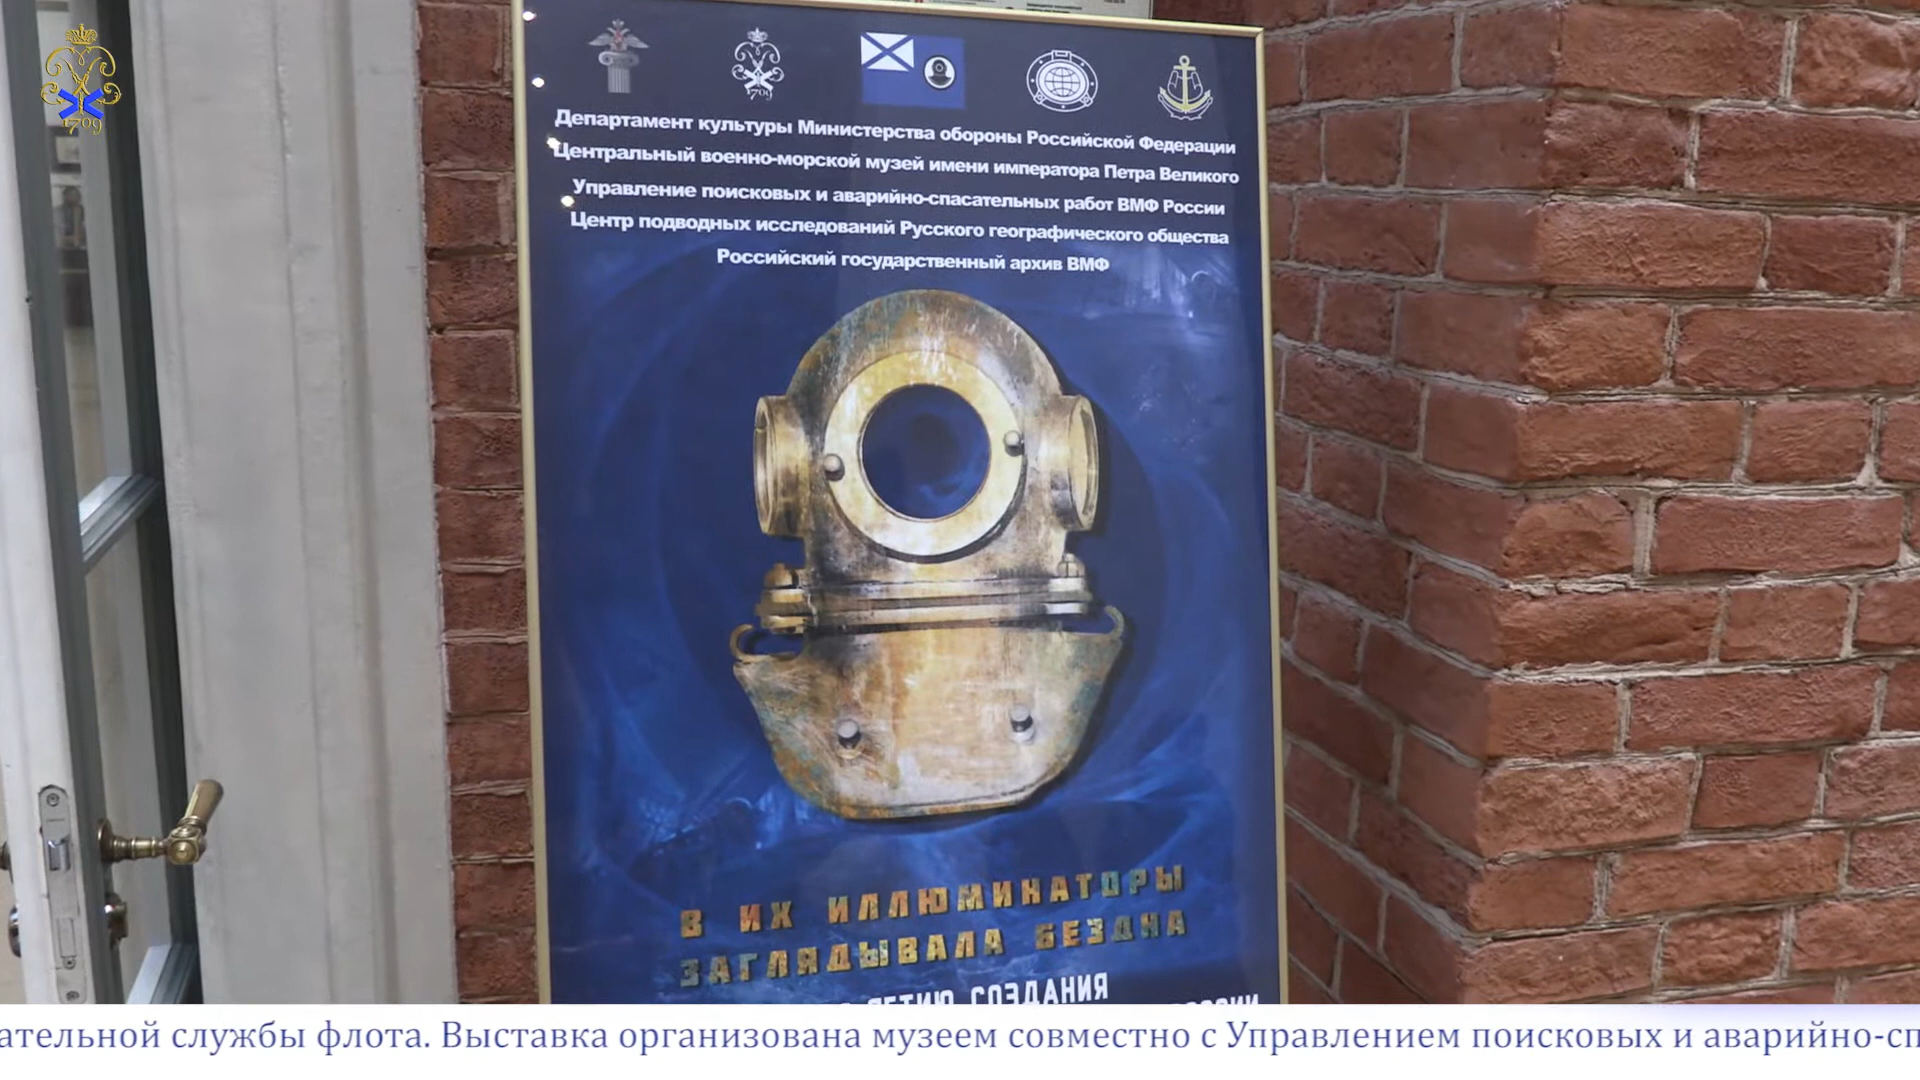 1709
1709
Департамент культуры Министерства обороны Российской Федерации
Центральный военно-морской музей имени императора Петра Великого
Управление поисковых и аварийно-спасательных работ ВМФ России
Центр подводных исследований Русского географического общества
Российский государственный архив ВМФ
В ИХ ИЛЛЮМИНАТОРЫ
ЗАГЛЯДЫВАЛА БЕЗДНА
СОЗДАНИЯ
ательной службы флота. Выставка организована музеем совместно с Управлением поисковых и аварийно-сп